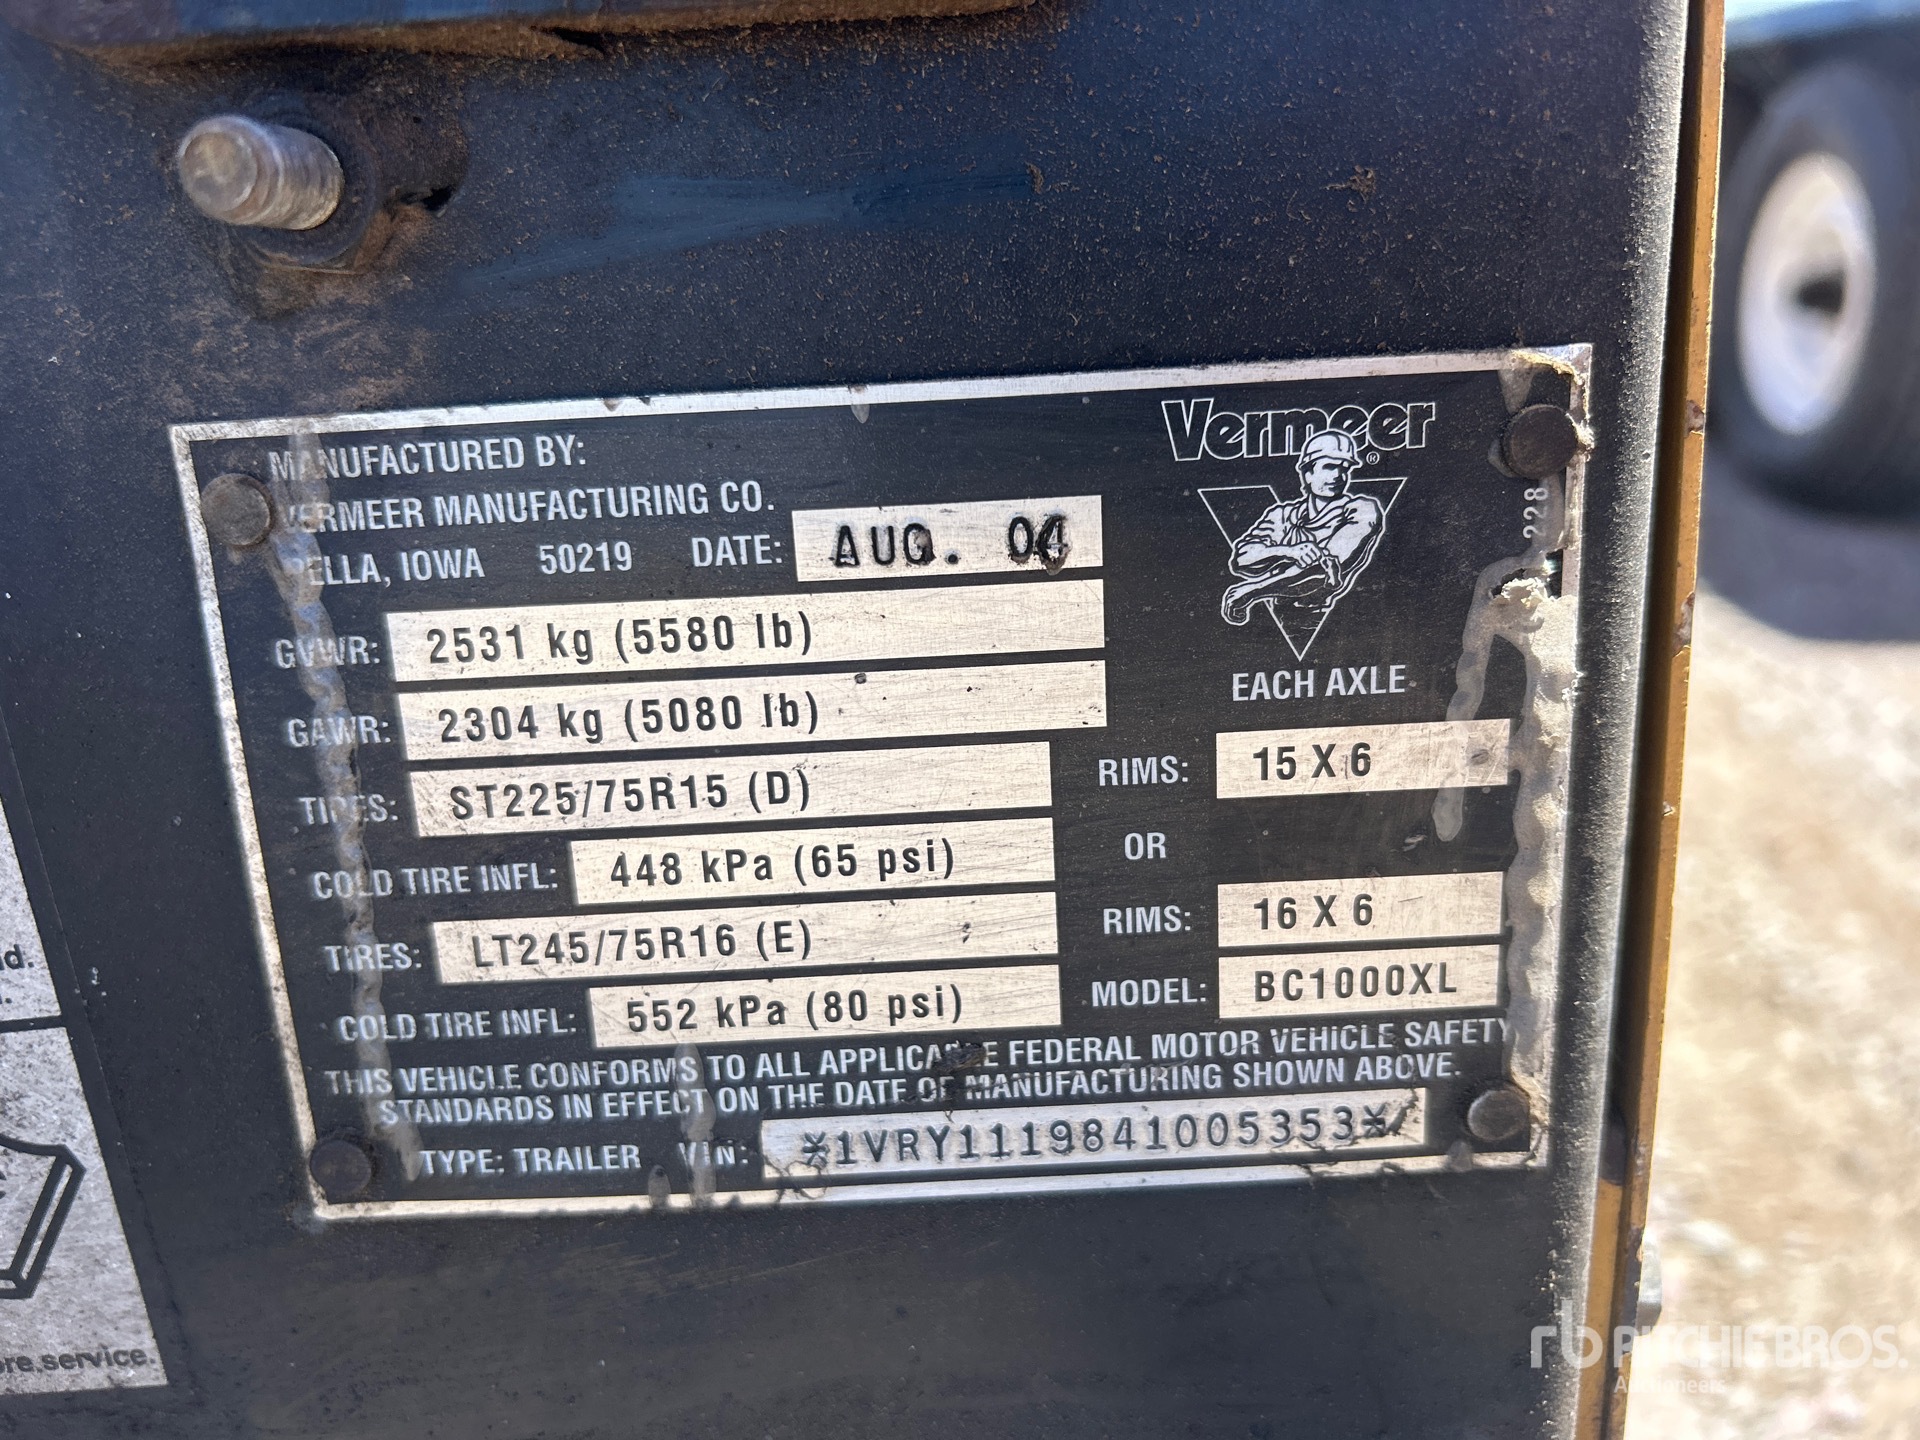 Vermeer®
MANUFACTURED BY:
VERMEER MANUFACTURING CO.
PELLA, IOWA 50219 DATE: AUG. 04
228
GVWR: 2531 kg (5580 lb)
GAWR: 2304 kg (5080 lb)
EACH AXLE
TIRES: ST225/75R15 (D) RIMS: 15 X 6
COLD TIRE INFL: 448 kPa (65 psi) OR
TIRES: LT245/75R16 (E) RIMS: 16 X 6
COLD TIRE INFL: 552 kPa (80 psi) MODEL: BC1000XL
THIS VEHICLE CONFORMS TO ALL APPLICABLE FEDERAL MOTOR VEHICLE SAFETY
STANDARDS IN EFFECT ON THE DATE OF MANUFACTURING SHOWN ABOVE.
TYPE: TRAILER VIN: *1VRY1119841005353*
service.
rb RITCHIE BROS.
Auctioneers